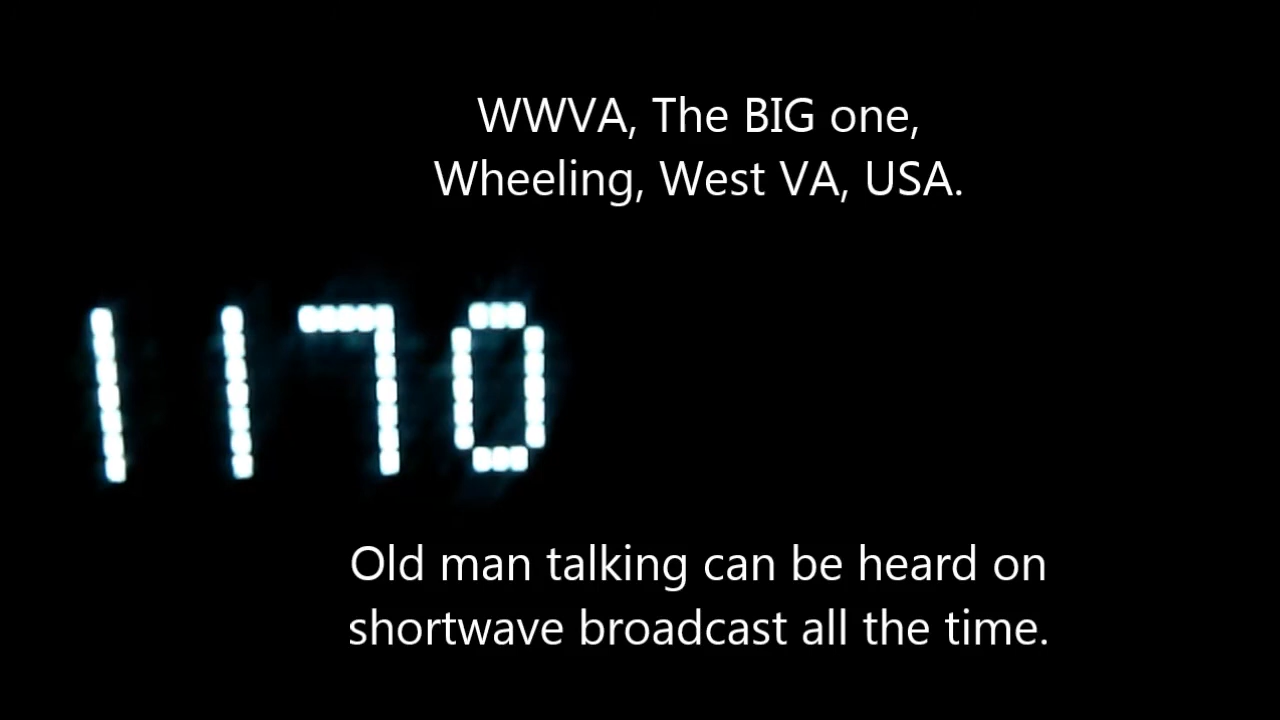 WWVA, The BIG one,
Wheeling, West VA, USA.
1170
Old man talking can be heard on
shortwave broadcast all the time.